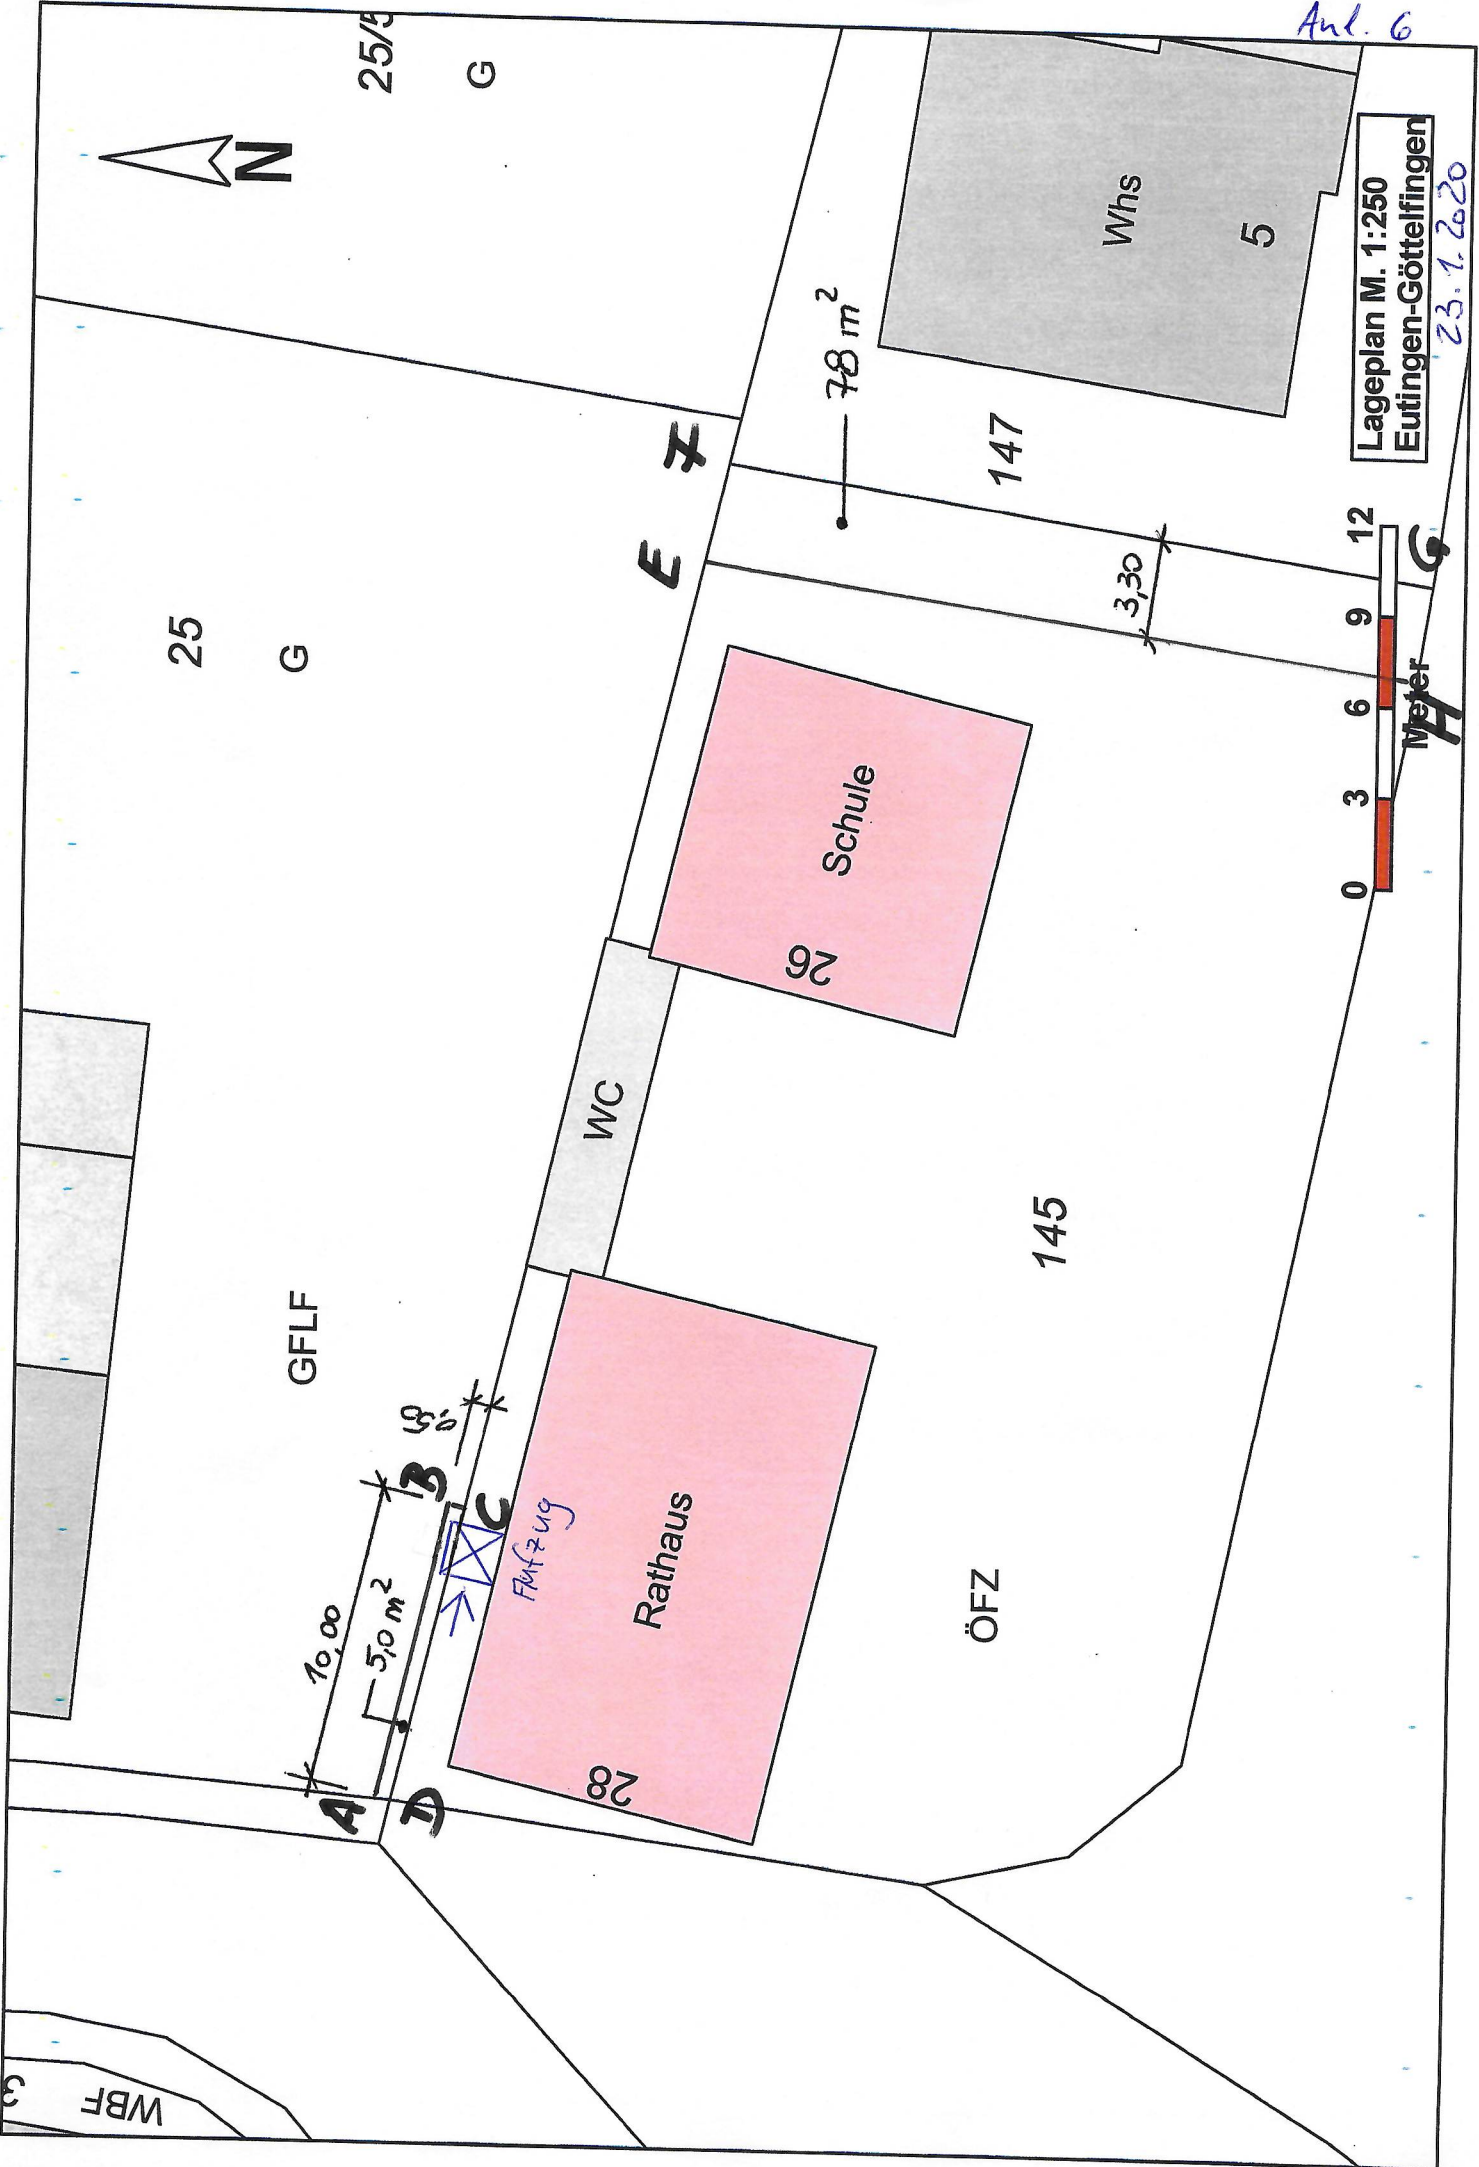 Anl. 6
25/5
G
N
25
G
GFLF
WBF
3
10,00
5,0 m²
0,50
A
B
C
D
Aufzug
28
Rathaus
WC
26
Schule
E
F
78 m²
147
3,30
G
H
Whs
5
145
ÖFZ
0 3 6 9 12
Meter
Lageplan M. 1:250
Eutingen-Göttelfingen
23.1.2020